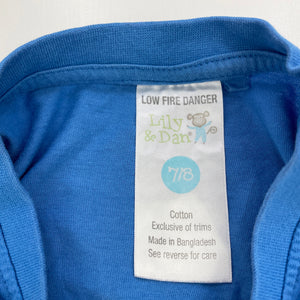 LOW FIRE DANGER
Lily
& Dan
7/8
Cotton
Exclusive of trims
Made in Bangladesh
See reverse for care